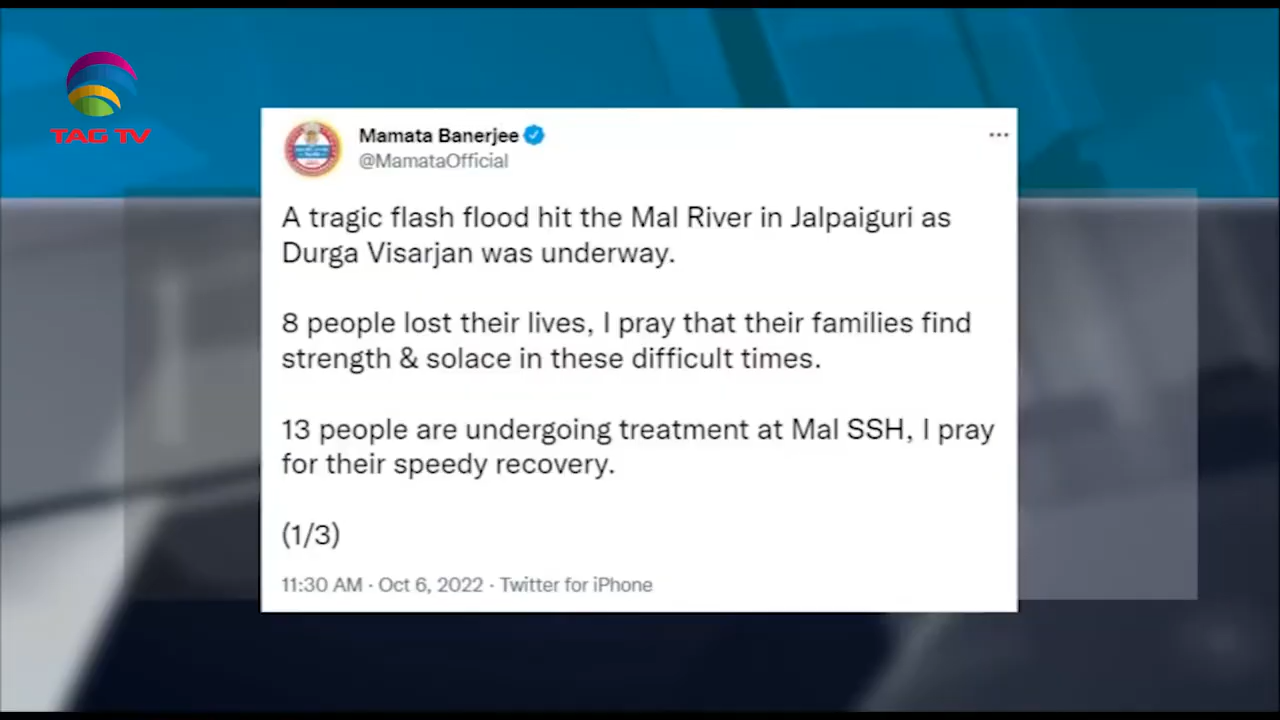 TAG TV
Mamata Banerjee
@MamataOfficial
A tragic flash flood hit the Mal River in Jalpaiguri as
Durga Visarjan was underway.
8 people lost their lives, I pray that their families find
strength & solace in these difficult times.
13 people are undergoing treatment at Mal SSH, I pray
for their speedy recovery.
(1/3)
11:30 AM · Oct 6, 2022 · Twitter for iPhone